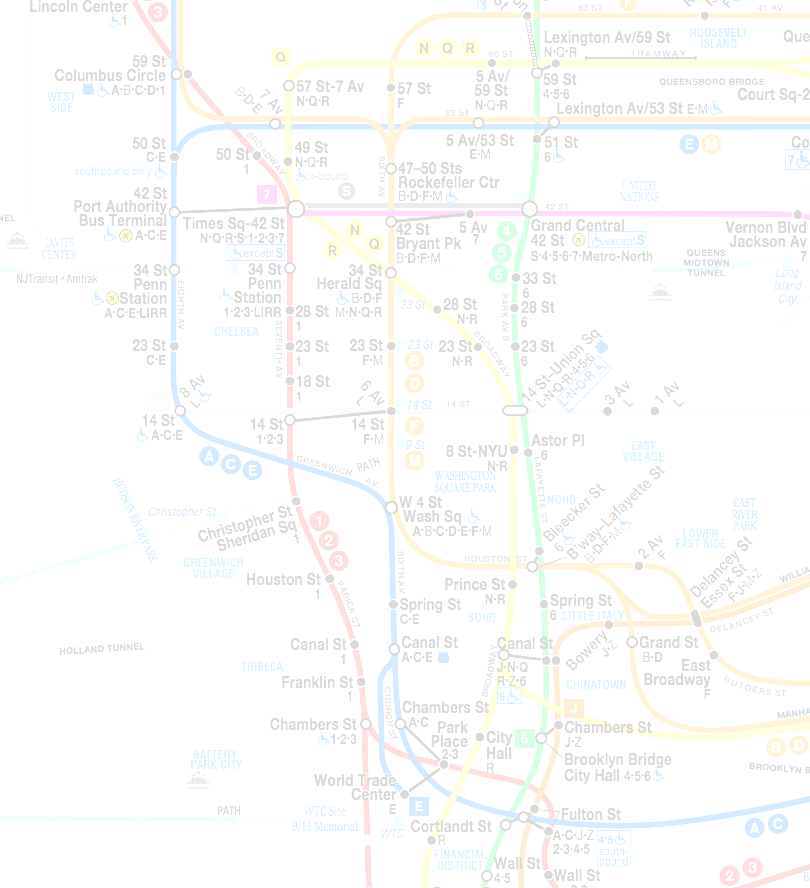 Lincoln Center
1
3
63 ST
F
41 AV
ROOSEVELT
ISLAND
Lexington Av/59 St
N•Q•R
TRAMWAY
N Q R
60 ST
Q
59 St
Columbus Circle
A•B•C•D•1
WEST
SIDE
7 Av
B•D•E
57 St-7 Av
N•Q•R
57 St
F
5 Av/
59 St
N•Q•R
59 St
4•5•6
QUEENSBORO BRIDGE
Court Sq-2
Lexington Av/53 St E•M
53 ST
50 St
C•E
southbound only
BROADWAY
50 St
1
49 St
N•Q•R
n-bound
SIXTH AV
5 Av/53 St
E•M
51 St
6
E M
7
47–50 Sts
Rockefeller Ctr
B•D•F•M
UNITED
NATIONS
42 St
Port Authority
Bus Terminal
A•C•E
7
S
42 ST
Times Sq-42 St
N•Q•R•S•1•2•3•7
except S
N Q
R
42 St
Bryant Pk
B•D•F•M
5 Av
7
4
5
6
Grand Central
42 St
except S
S•4•5•6•7•Metro-North
Vernon Blvd
Jackson Av
7
JAVITS
CENTER
NJTransit • Amtrak
34 St
Penn
Station
A•C•E•LIRR
34 St
Penn
Station
1•2•3•LIRR
34 St
Herald Sq
B•D•F
M•N•Q•R
33 St
QUEENS
MIDTOWN
TUNNEL
Long
Island
City
33 St
6
28 St
N•R
28 St
6
EIGHTH AV
SEVENTH AV
CHELSEA
28 St
1
PARK AV S
BROADWAY
23 St
C•E
23 St
1
23 St
F•M
23 St
23 St
N•R
23 St
6
14 St–Union Sq
L•N•Q•R•4•5•6
L•N•Q•R
18 St
1
B
D
8 Av
L
6 Av
L
14 St
14 ST
3 Av
L
1 Av
L
14 St
A•C•E
14 St
1•2•3
14 St
F•M
F
M
9 St
PATH
A C E
GREENWICH AV
8 St-NYU
N•R
Astor Pl
6
EAST
VILLAGE
WASHINGTON
SQUARE PARK
LAFAYETTE ST
HUDSON RIVER PARK
Christopher St
Christopher St
Sheridan Sq
1
1
2
3
W 4 St
Wash Sq
A•B•C•D•E•F•M
NOHO
Bleecker St
6
B'way–Lafayette St
B•D•F•M
EAST
RIVER
PARK
LOWER
EAST SIDE
GREENWICH
VILLAGE
HOUSTON ST
2 Av
F
Delancey St
Essex St
F•J•M•Z
Houston St
1
VARICK ST
SIXTH AV
Prince St
N•R
Spring St
C•E
Spring St
6
SOHO
LITTLE ITALY
DELANCEY ST
HOLLAND TUNNEL
Canal St
1
Canal St
A•C•E
Canal St
J•N•Q
R•Z•6
6
Bowery
J•Z
Grand St
B•D
East
Broadway
F
TRIBECA
Franklin St
1
BROADWAY
CHINATOWN
RUTGERS ST
CHURCH ST
Chambers St
1•2•3
Chambers St
A•C
Park
Place
2•3
City
Hall
R
J
6
Chambers St
J•Z
B D
Brooklyn Bridge
City Hall 4•5•6
BATTERY
PARK CITY
World Trade
Center
E
E
PATH
WTC Site
9/11 Memorial
WTC
Cortlandt St
R
Fulton St
A•C•J•Z
2•3•4•5
4•5
south-
bound
A C
FINANCIAL
DISTRICT
Wall St
4•5
Wall St
2 3